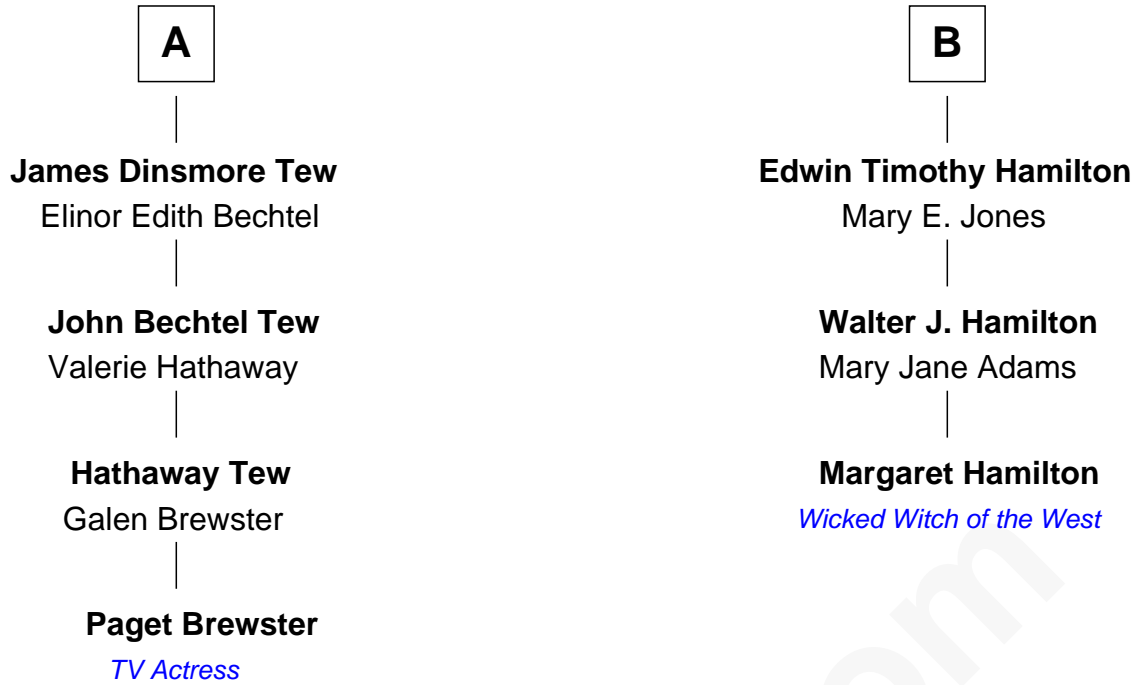 A
James Dinsmore Tew
Elinor Edith Bechtel
John Bechtel Tew
Valerie Hathaway
Hathaway Tew
Galen Brewster
Paget Brewster
TV Actress
B
Edwin Timothy Hamilton
Mary E. Jones
Walter J. Hamilton
Mary Jane Adams
Margaret Hamilton
Wicked Witch of the West
om